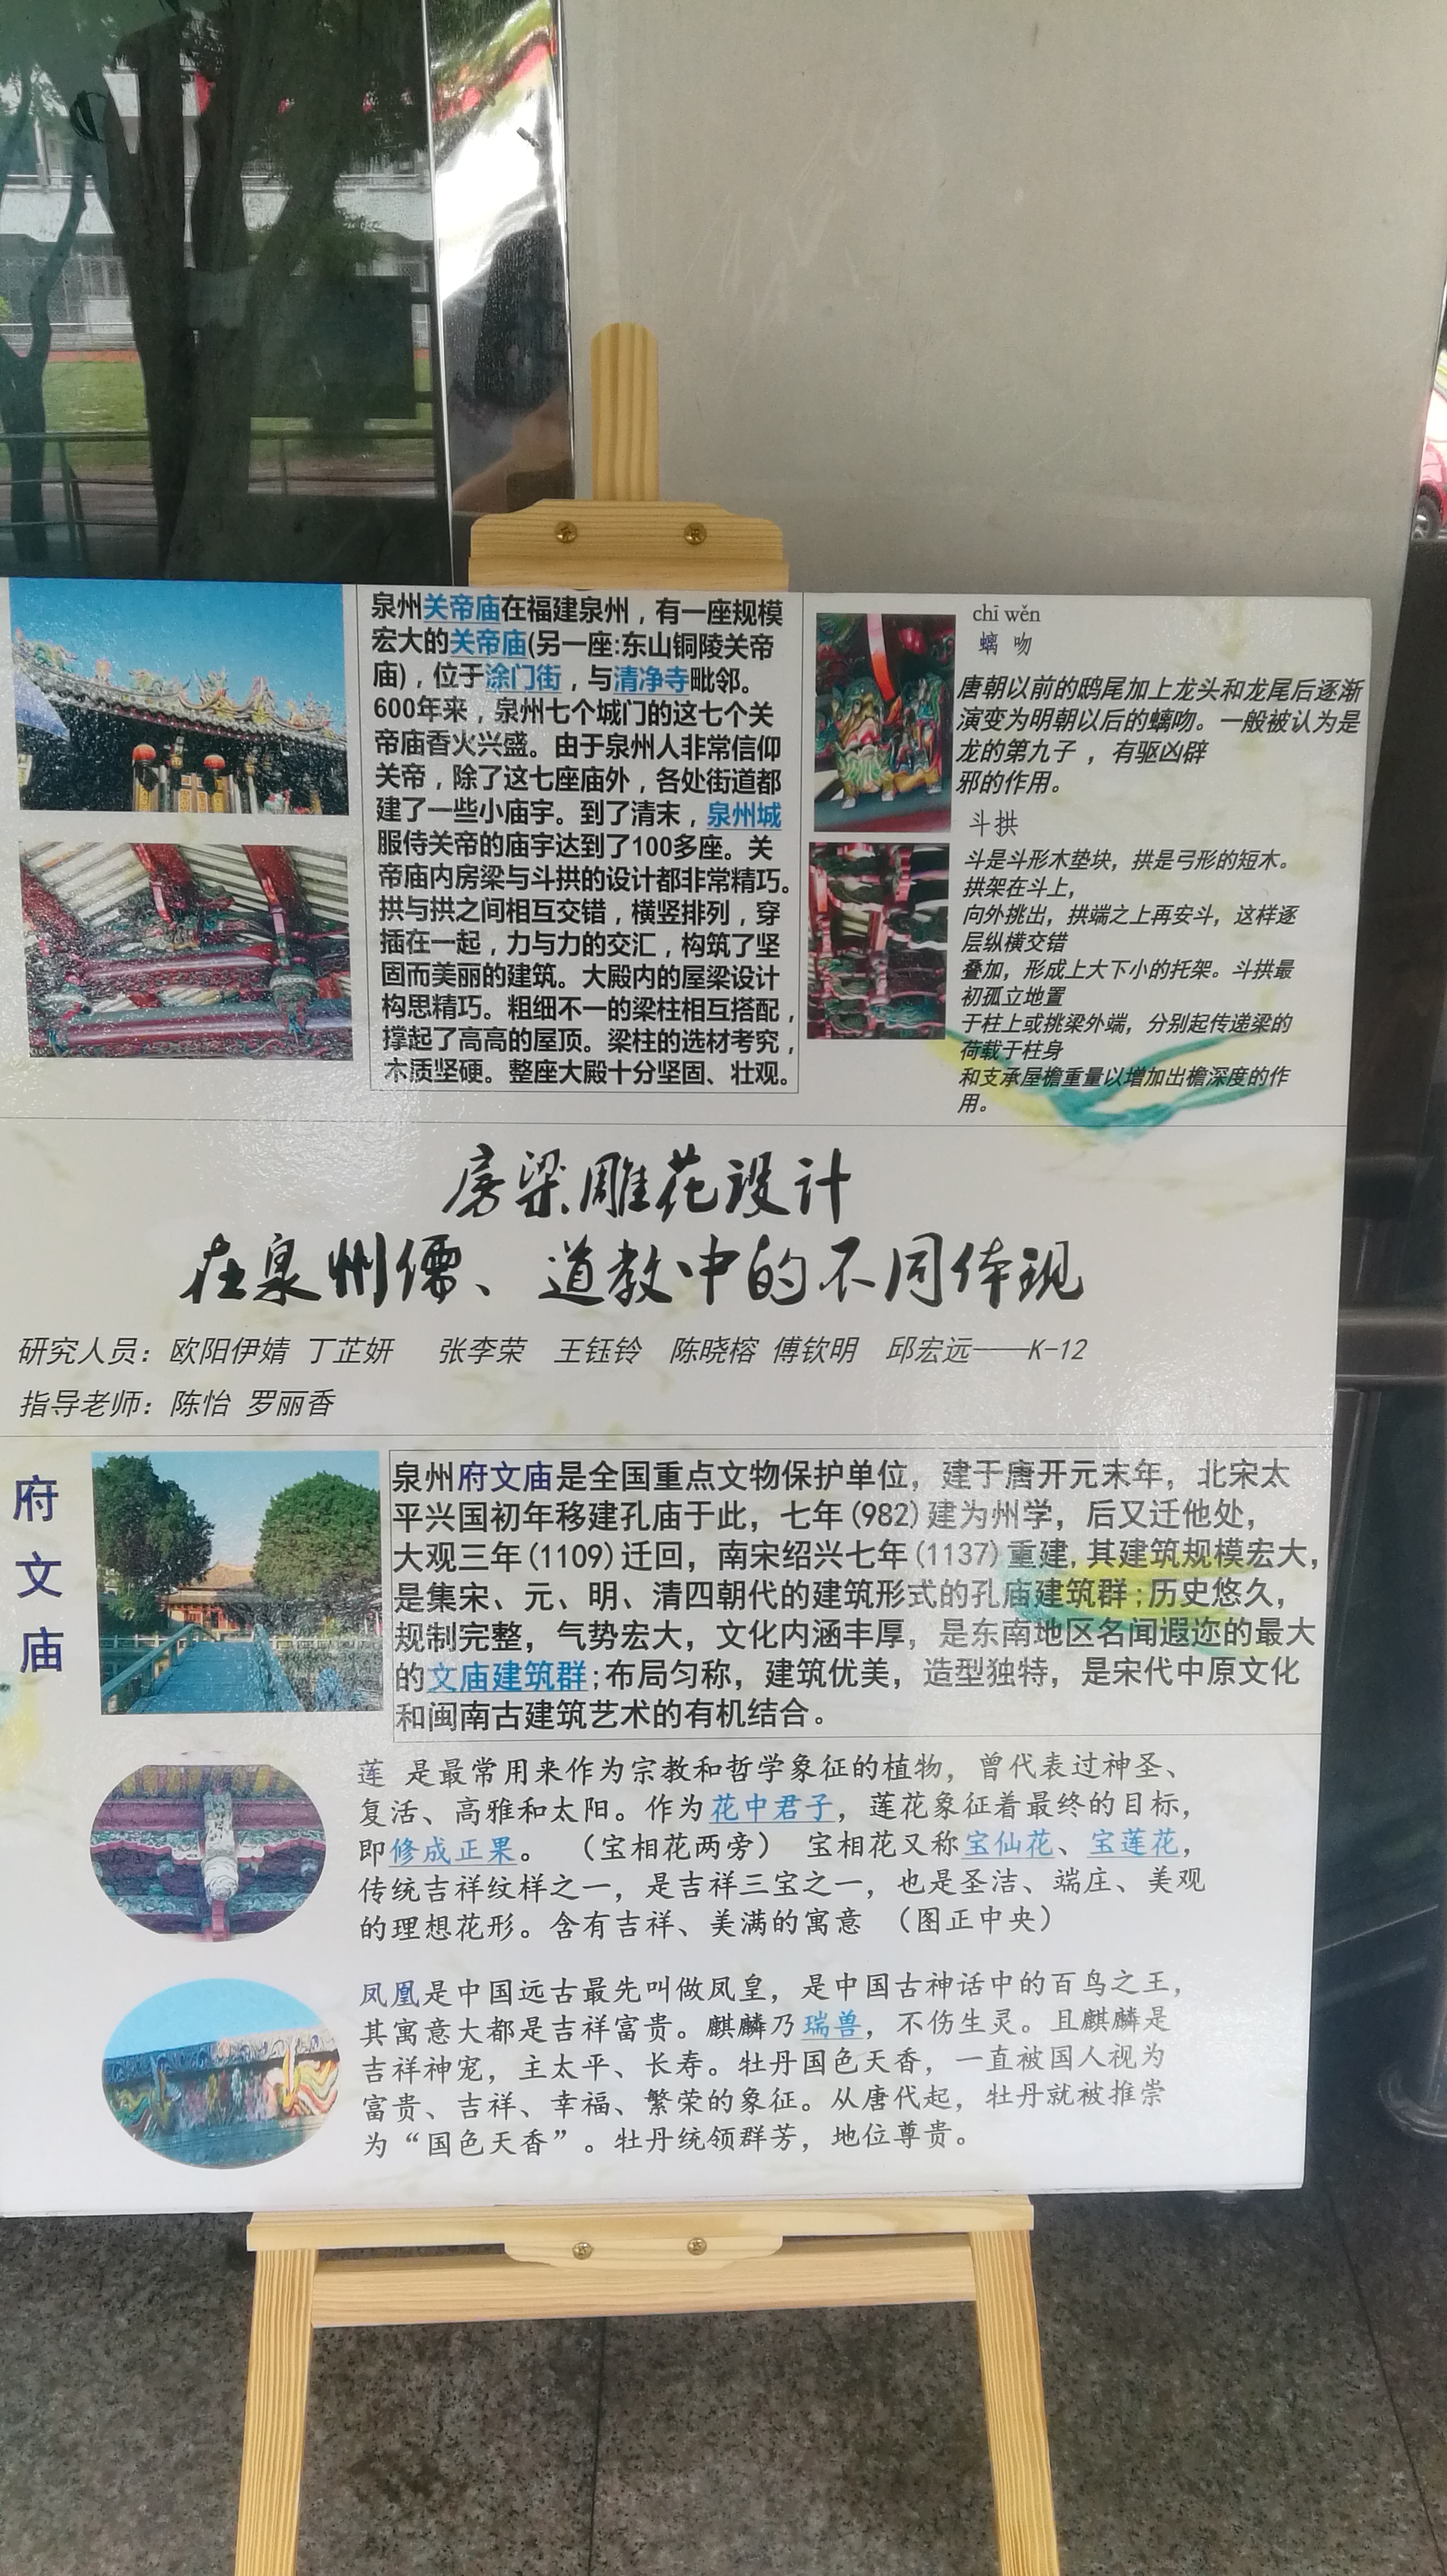 泉州关帝庙在福建泉州，有一座规模
宏大的关帝庙(另一座:东山铜陵关帝
庙)，位于涂门街，与清净寺毗邻。
600年来，泉州七个城门的这七个关
帝庙香火兴盛。由于泉州人非常信仰
关帝，除了这七座庙外，各处街道都
建了一些小庙宇。到了清末，泉州城
服侍关帝的庙宇达到了100多座。关
帝庙内房梁与斗拱的设计都非常精巧。
拱与拱之间相互交错，横竖排列，穿
插在一起，力与力的交汇，构筑了坚
固而美丽的建筑。大殿内的屋梁设计
构思精巧。粗细不一的梁柱相互搭配，
撑起了高高的屋顶。梁柱的选材考究，
木质坚硬。整座大殿十分坚固、壮观。
chī wěn
螭 吻
唐朝以前的鸱尾加上龙头和龙尾后逐渐
演变为明朝以后的螭吻。一般被认为是
龙的第九子 ，有驱凶辟
邪的作用。
斗拱
斗是斗形木垫块，拱是弓形的短木。
拱架在斗上，
向外挑出，拱端之上再安斗，这样逐
层纵横交错
叠加，形成上大下小的托架。斗拱最
初孤立地置
于柱上或挑梁外端，分别起传递梁的
荷载于柱身
和支承屋檐重量以增加出檐深度的作
用。
房梁雕花设计
在泉州儒、道教中的不同体现
研究人员：欧阳伊婧 丁芷妍 张李荣 王钰铃 陈晓榕 傅钦明 邱宏远——K-12
指导老师：陈怡 罗丽香
府文庙
泉州府文庙是全国重点文物保护单位，建于唐开元末年，北宋太
平兴国初年移建孔庙于此，七年(982)建为州学，后又迁他处，
大观三年(1109)迁回，南宋绍兴七年(1137)重建,其建筑规模宏大，
是集宋、元、明、清四朝代的建筑形式的孔庙建筑群;历史悠久，
规制完整，气势宏大，文化内涵丰厚，是东南地区名闻遐迩的最大
的文庙建筑群;布局匀称，建筑优美，造型独特，是宋代中原文化
和闽南古建筑艺术的有机结合。
莲 是最常用来作为宗教和哲学象征的植物，曾代表过神圣、
复活、高雅和太阳。作为花中君子，莲花象征着最终的目标，
即修成正果。 （宝相花两旁） 宝相花又称宝仙花、宝莲花，
传统吉祥纹样之一，是吉祥三宝之一，也是圣洁、端庄、美观
的理想花形。含有吉祥、美满的寓意 （图正中央）
凤凰是中国远古最先叫做凤皇，是中国古神话中的百鸟之王，
其寓意大都是吉祥富贵。麒麟乃瑞兽，不伤生灵。且麒麟是
吉祥神宠，主太平、长寿。牡丹国色天香，一直被国人视为
富贵、吉祥、幸福、繁荣的象征。从唐代起，牡丹就被推崇
为“国色天香”。牡丹统领群芳，地位尊贵。